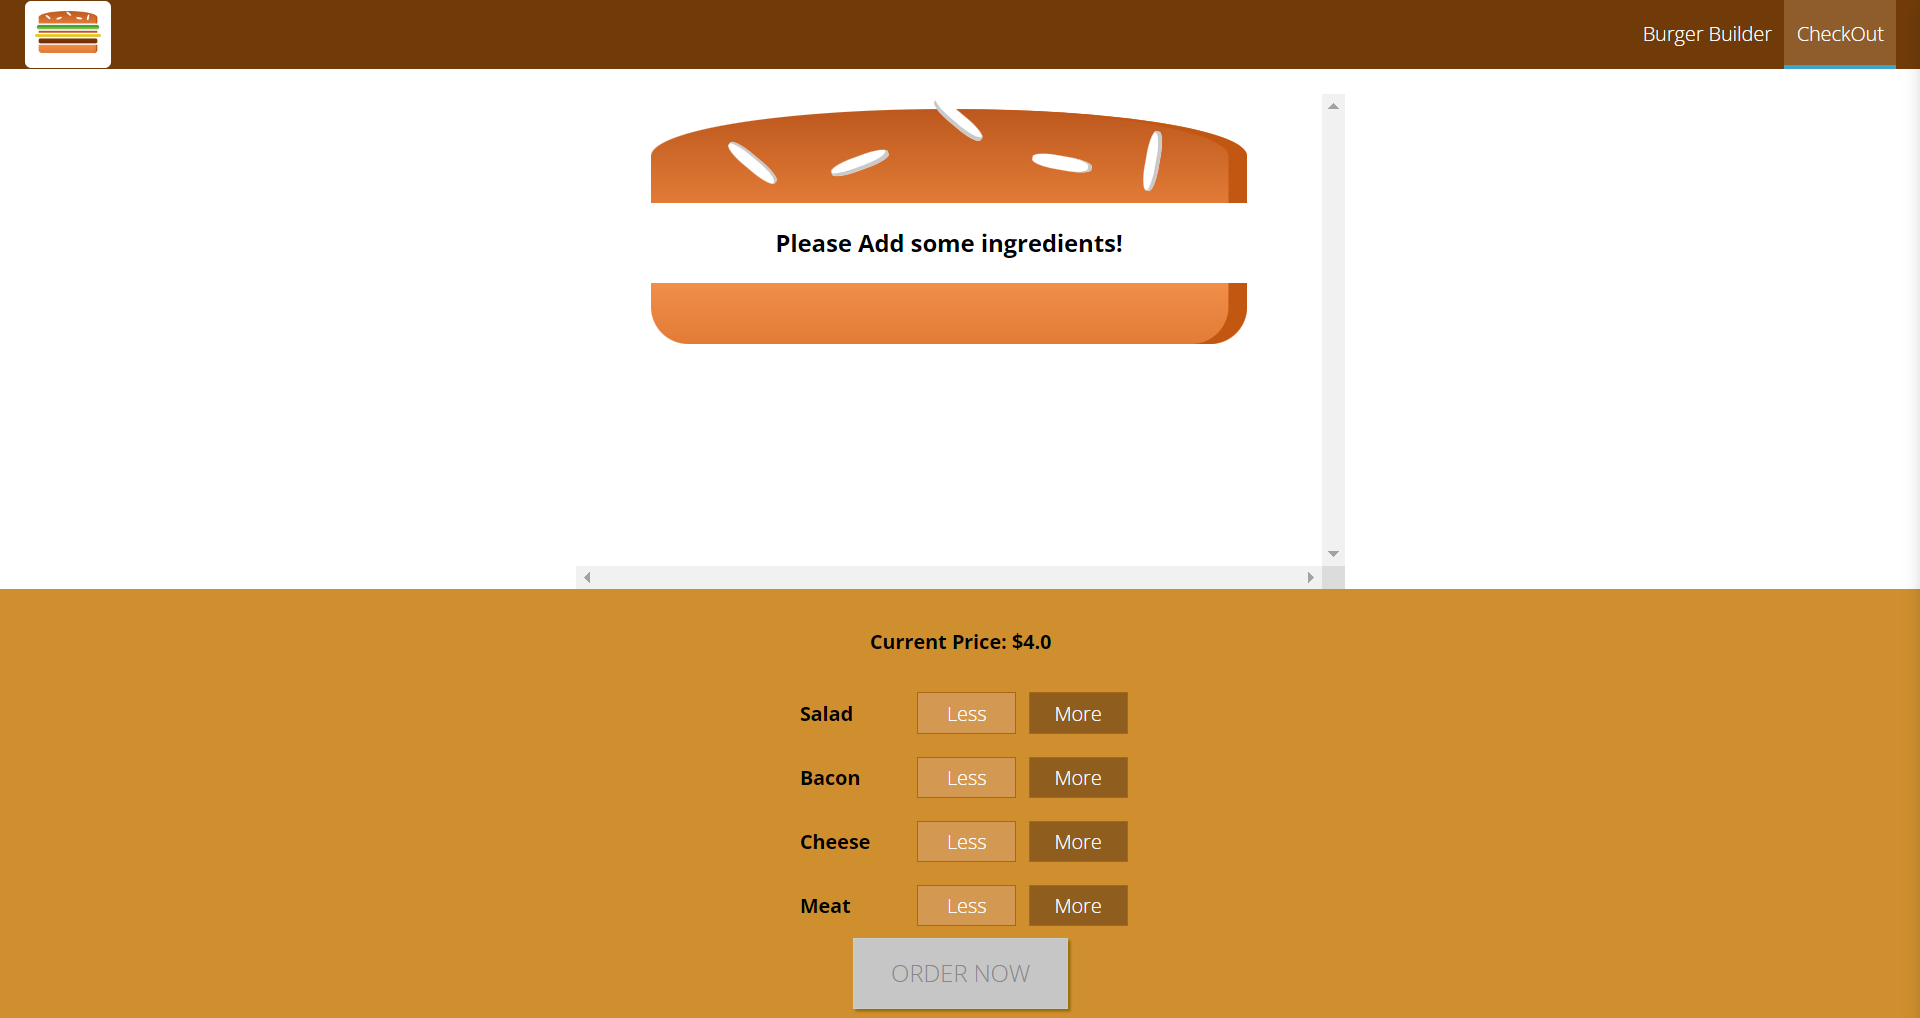 Burger Builder CheckOut
Please Add some ingredients!
Current Price: $4.0
Salad Less More
Bacon Less More
Cheese Less More
Meat Less More
ORDER NOW